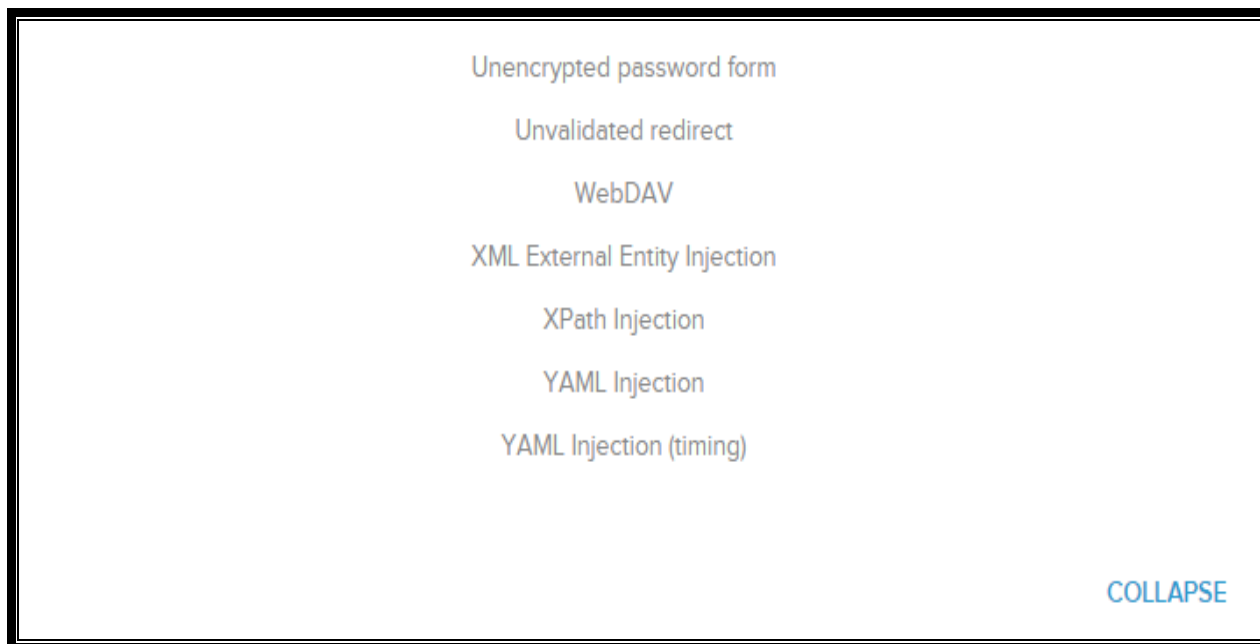 Unencrypted password form
Unvalidated redirect
WebDAV
XML External Entity Injection
XPath Injection
YAML Injection
YAML Injection (timing)
COLLAPSE